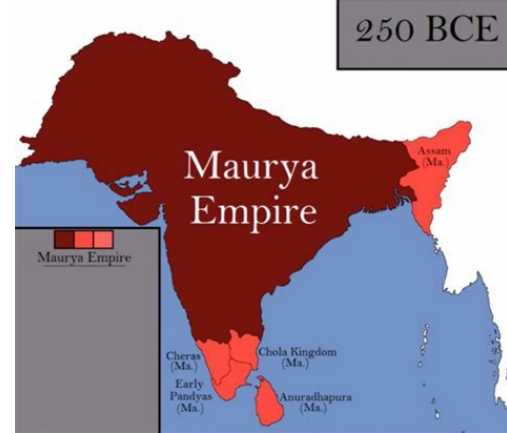 250 BCE
Assam
(Ma.)
Maurya
Empire
Maurya Empire
Cheras
(Ma.)
Chola Kingdom
(Ma.)
Early
Pandyas
(Ma.)
Anuradhapura
(Ma.)